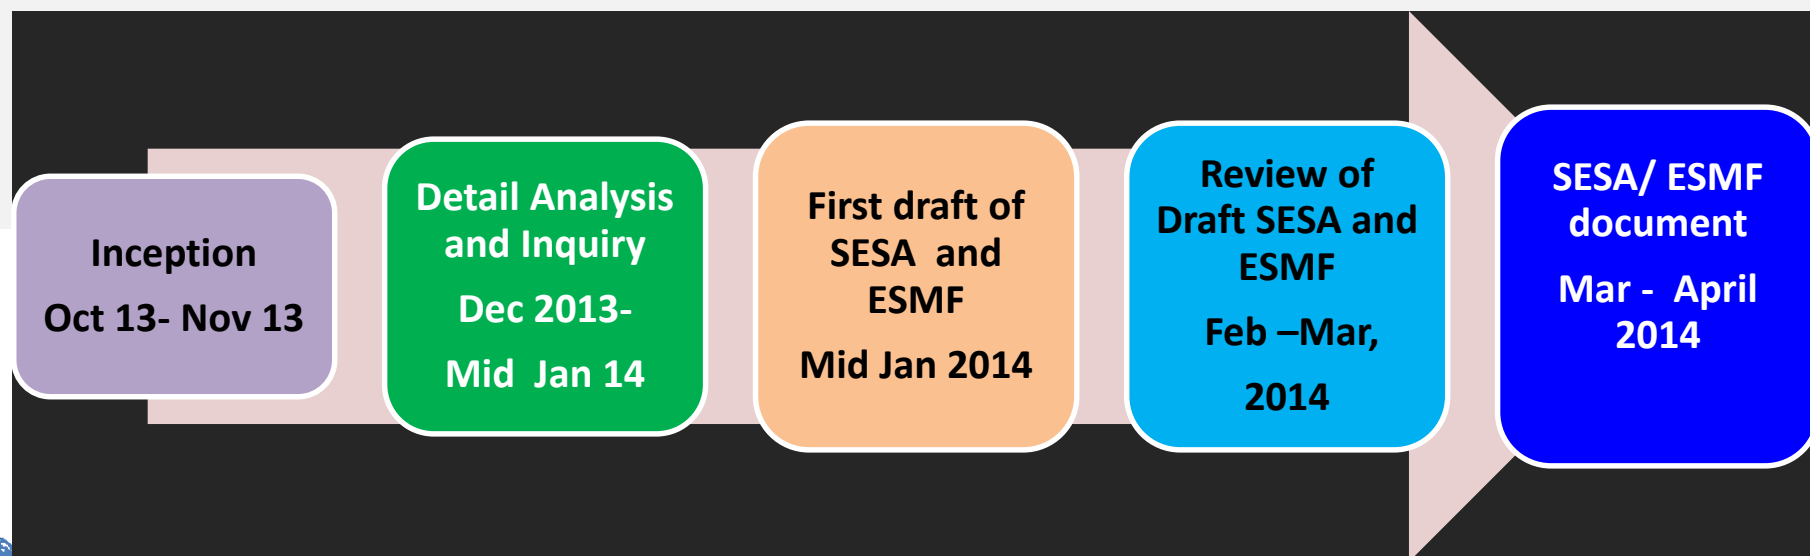 Inception
Oct 13- Nov 13
Detail Analysis
and Inquiry
Dec 2013-
Mid  Jan 14
First draft of
SESA  and
ESMF
Mid Jan 2014
Review of
Draft SESA and
ESMF
Feb –Mar,
2014
SESA/ ESMF
document
Mar -  April
2014